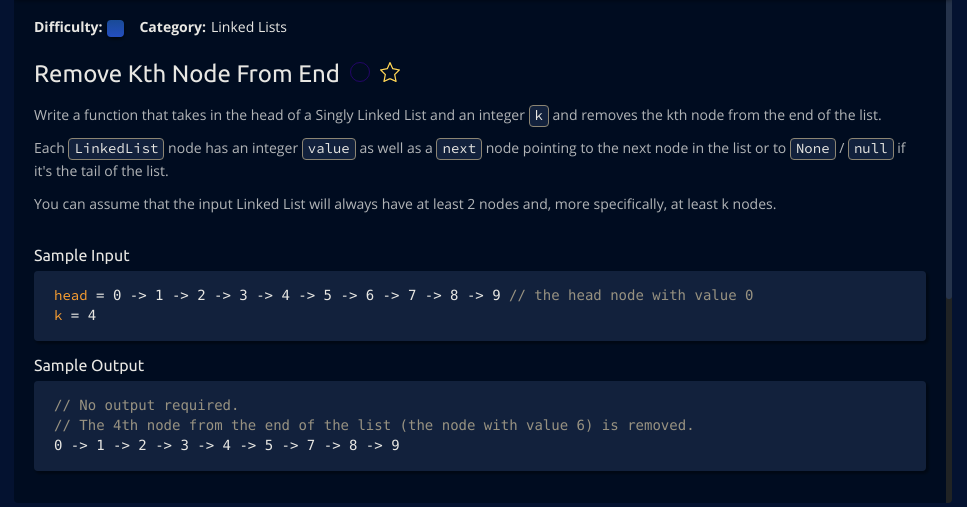 Difficulty: Category: Linked Lists
Remove Kth Node From End
Write a function that takes in the head of a Singly Linked List and an integer k and removes the kth node from the end of the list.
Each LinkedList node has an integer value as well as a next node pointing to the next node in the list or to None / null if
it's the tail of the list.
You can assume that the input Linked List will always have at least 2 nodes and, more specifically, at least k nodes.
Sample Input
head = 0 -> 1 -> 2 -> 3 -> 4 -> 5 -> 6 -> 7 -> 8 -> 9 // the head node with value 0
k = 4
Sample Output
// No output required.
// The 4th node from the end of the list (the node with value 6) is removed.
0 -> 1 -> 2 -> 3 -> 4 -> 5 -> 7 -> 8 -> 9